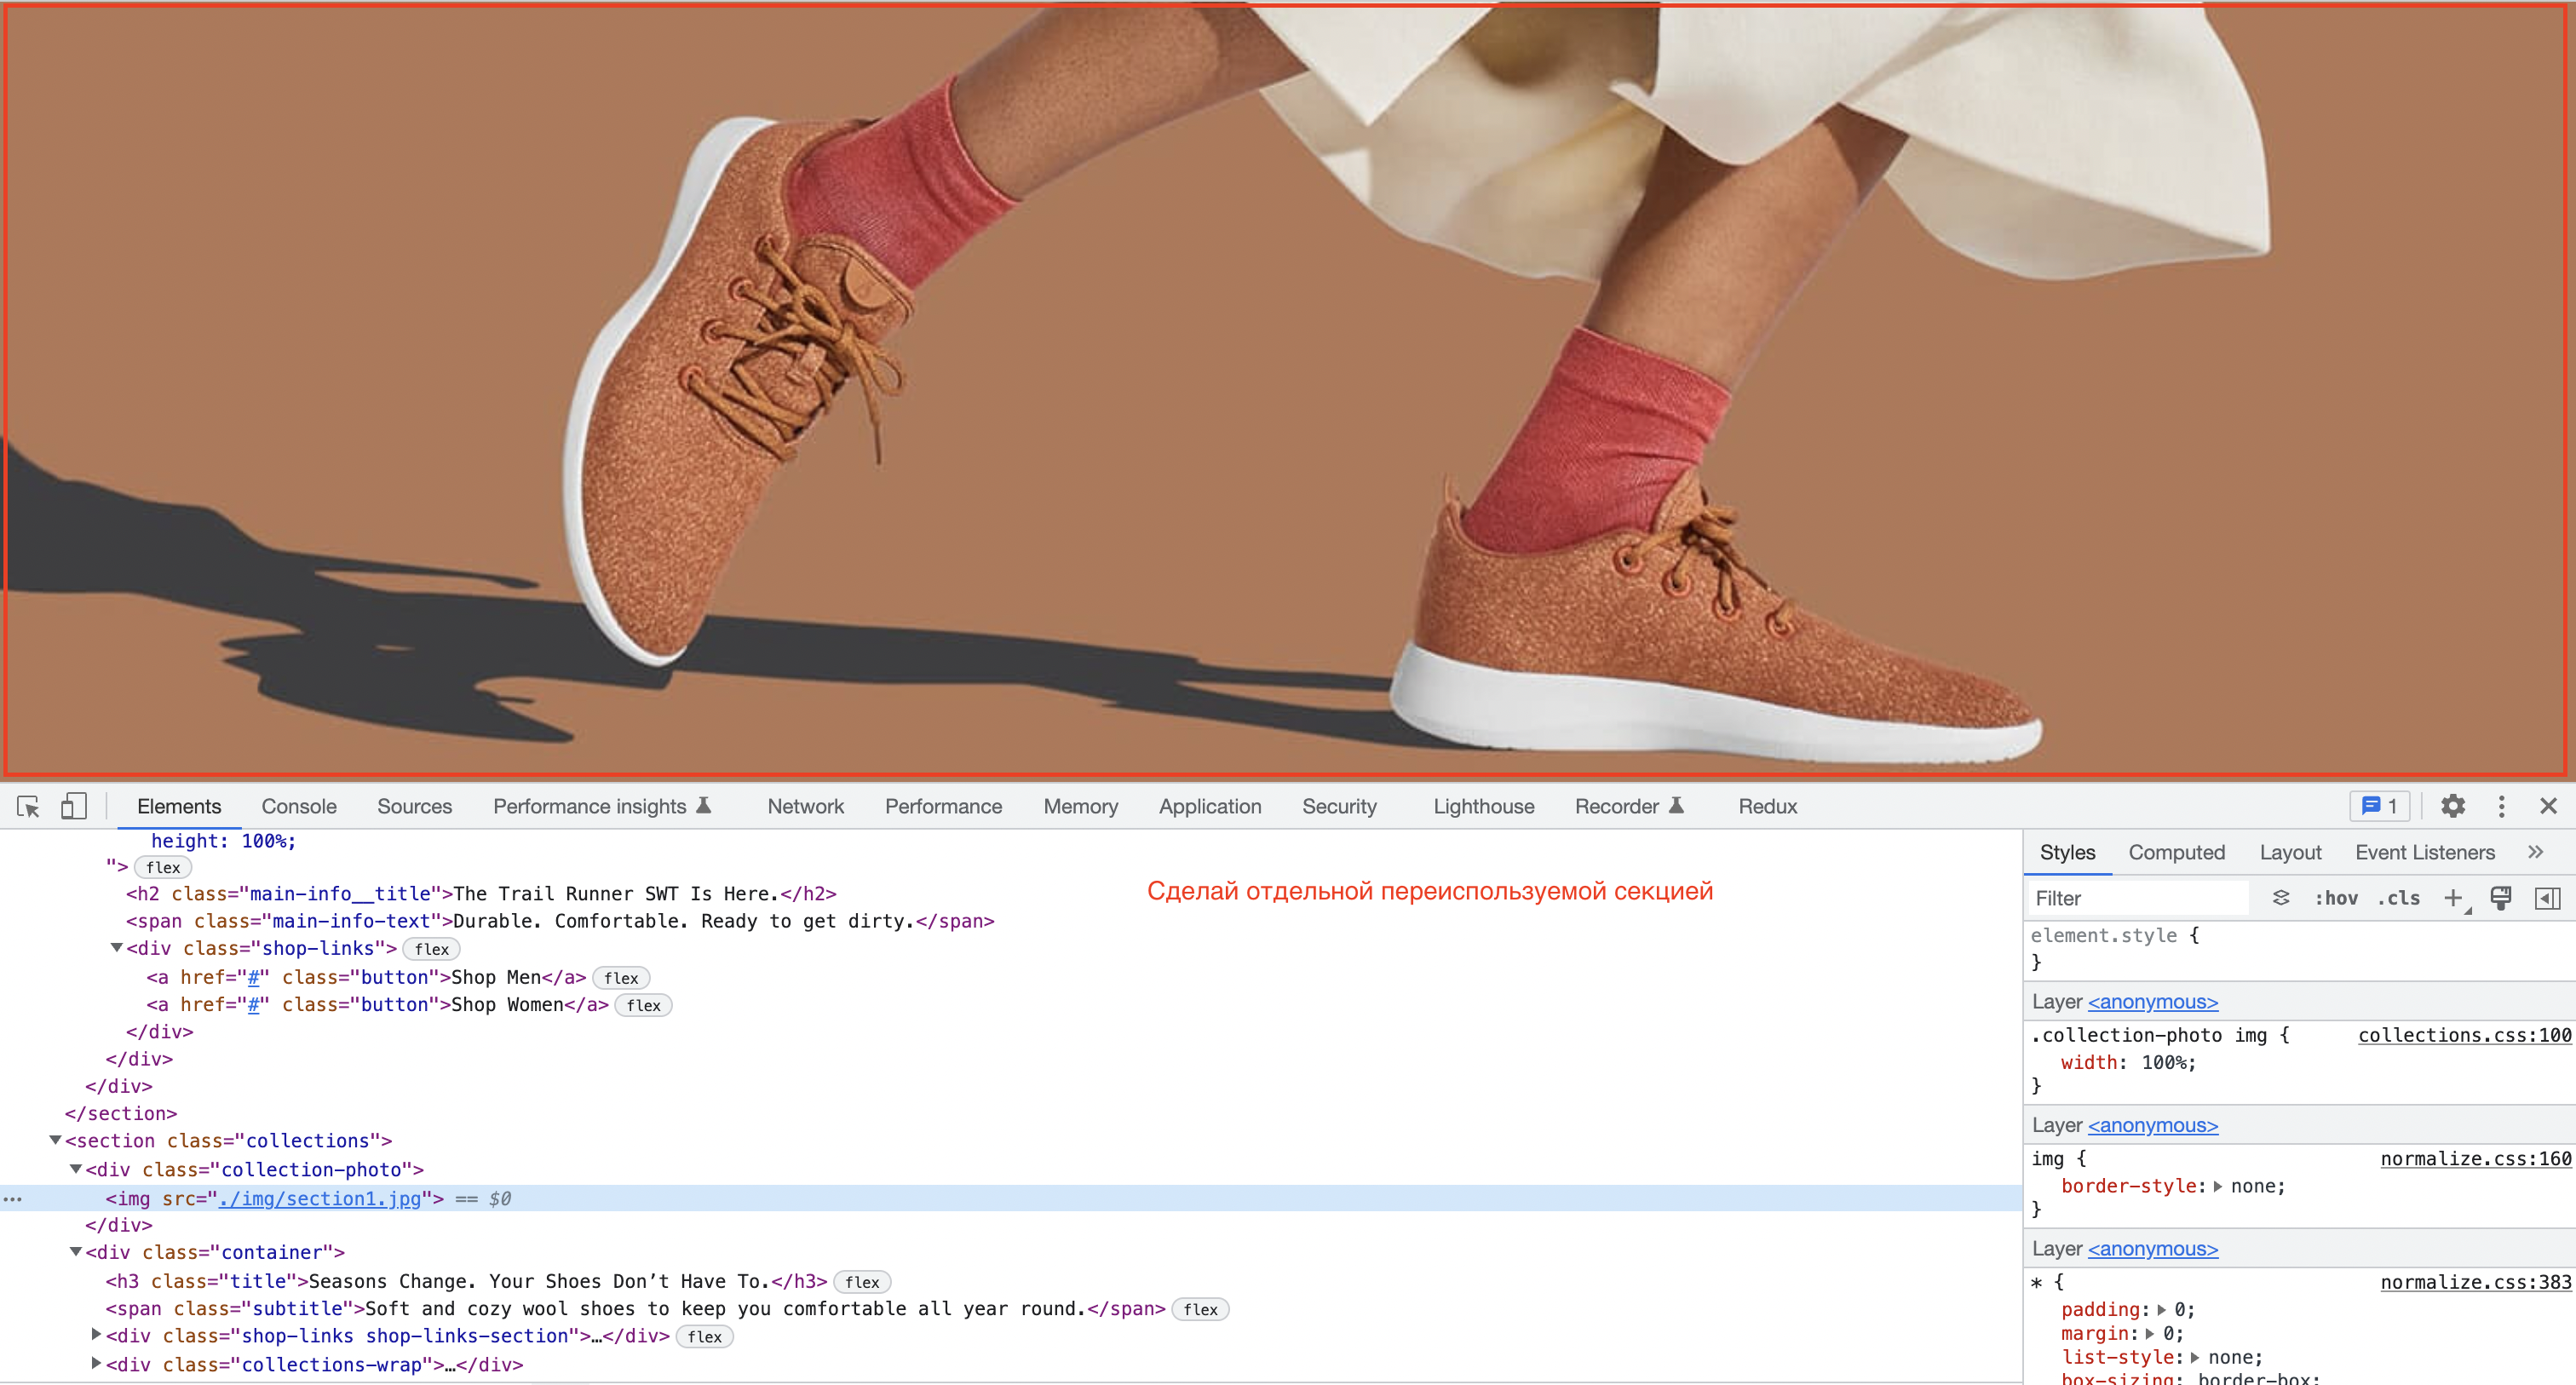 Elements Console Sources Performance insights Network Performance Memory Application Security Lighthouse Recorder Redux 1
height: 100%;
"> flex
<h2 class="main-info__title">The Trail Runner SWT Is Here.</h2>
Сделай отдельной переиспользуемой секцией
<span class="main-info-text">Durable. Comfortable. Ready to get dirty.</span>
<div class="shop-links"> flex
<a href="#" class="button">Shop Men</a> flex
<a href="#" class="button">Shop Women</a> flex
</div>
</div>
</div>
</section>
<section class="collections">
<div class="collection-photo">
<img src="./img/section1.jpg"> == $0
</div>
<div class="container">
<h3 class="title">Seasons Change. Your Shoes Don’t Have To.</h3> flex
<span class="subtitle">Soft and cozy wool shoes to keep you comfortable all year round.</span> flex
<div class="shop-links shop-links-section">…</div> flex
<div class="collections-wrap">…</div>
Styles Computed Layout Event Listeners
Filter :hov .cls
element.style {
}
Layer <anonymous>
.collection-photo img { collections.css:100
width: 100%;
}
Layer <anonymous>
img { normalize.css:160
border-style: none;
}
Layer <anonymous>
* { normalize.css:383
padding: 0;
margin: 0;
list-style: none;
box-sizing: border-box;